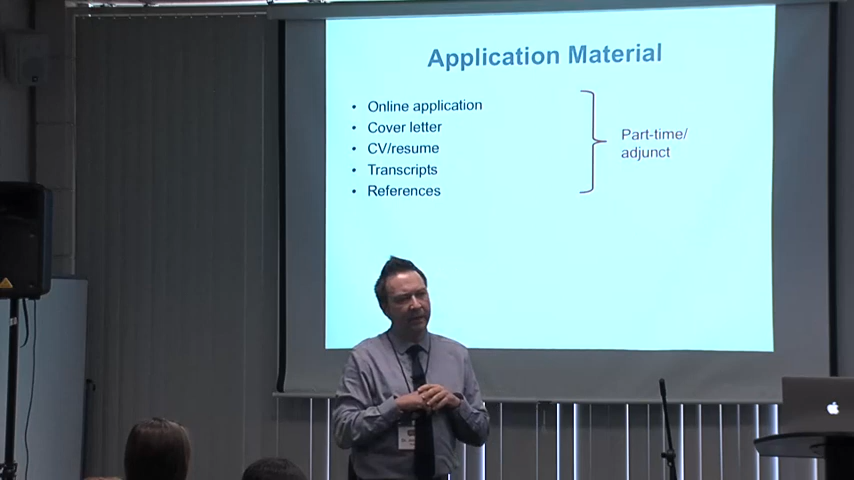 Application Material
• Online application
• Cover letter
• CV/resume
• Transcripts
• References
Part-time/
adjunct